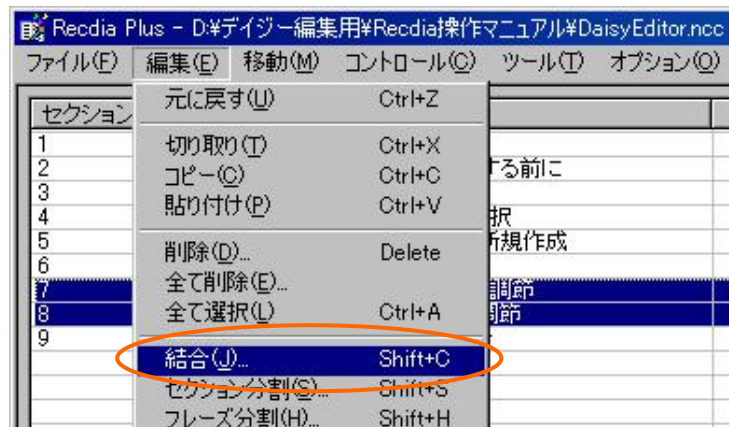 Recdia Plus - D:¥デイジー編集用¥Recdia操作マニュアル¥DaisyEditor.ncc
ファイル(F) 編集(E) 移動(M) コントロール(C) ツール(T) オプション(O)
セクション
元に戻す(U) Ctrl+Z
1
切り取り(T) Ctrl+X
2 する前に
コピー(C) Ctrl+C
3
貼り付け(P) Ctrl+V
4 択
5 新規作成
削除(D)... Delete
6
全て削除(E)...
7 調節
8 調節
全て選択(L) Ctrl+A
9
結合(J)... Shift+C
セクション分割(S)... Shift+S
フレーズ分割(H)... Shift+H